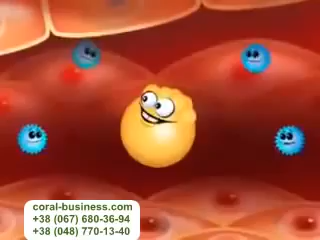 coral-business.com
+38 (067) 680-36-94
+38 (048) 770-13-40